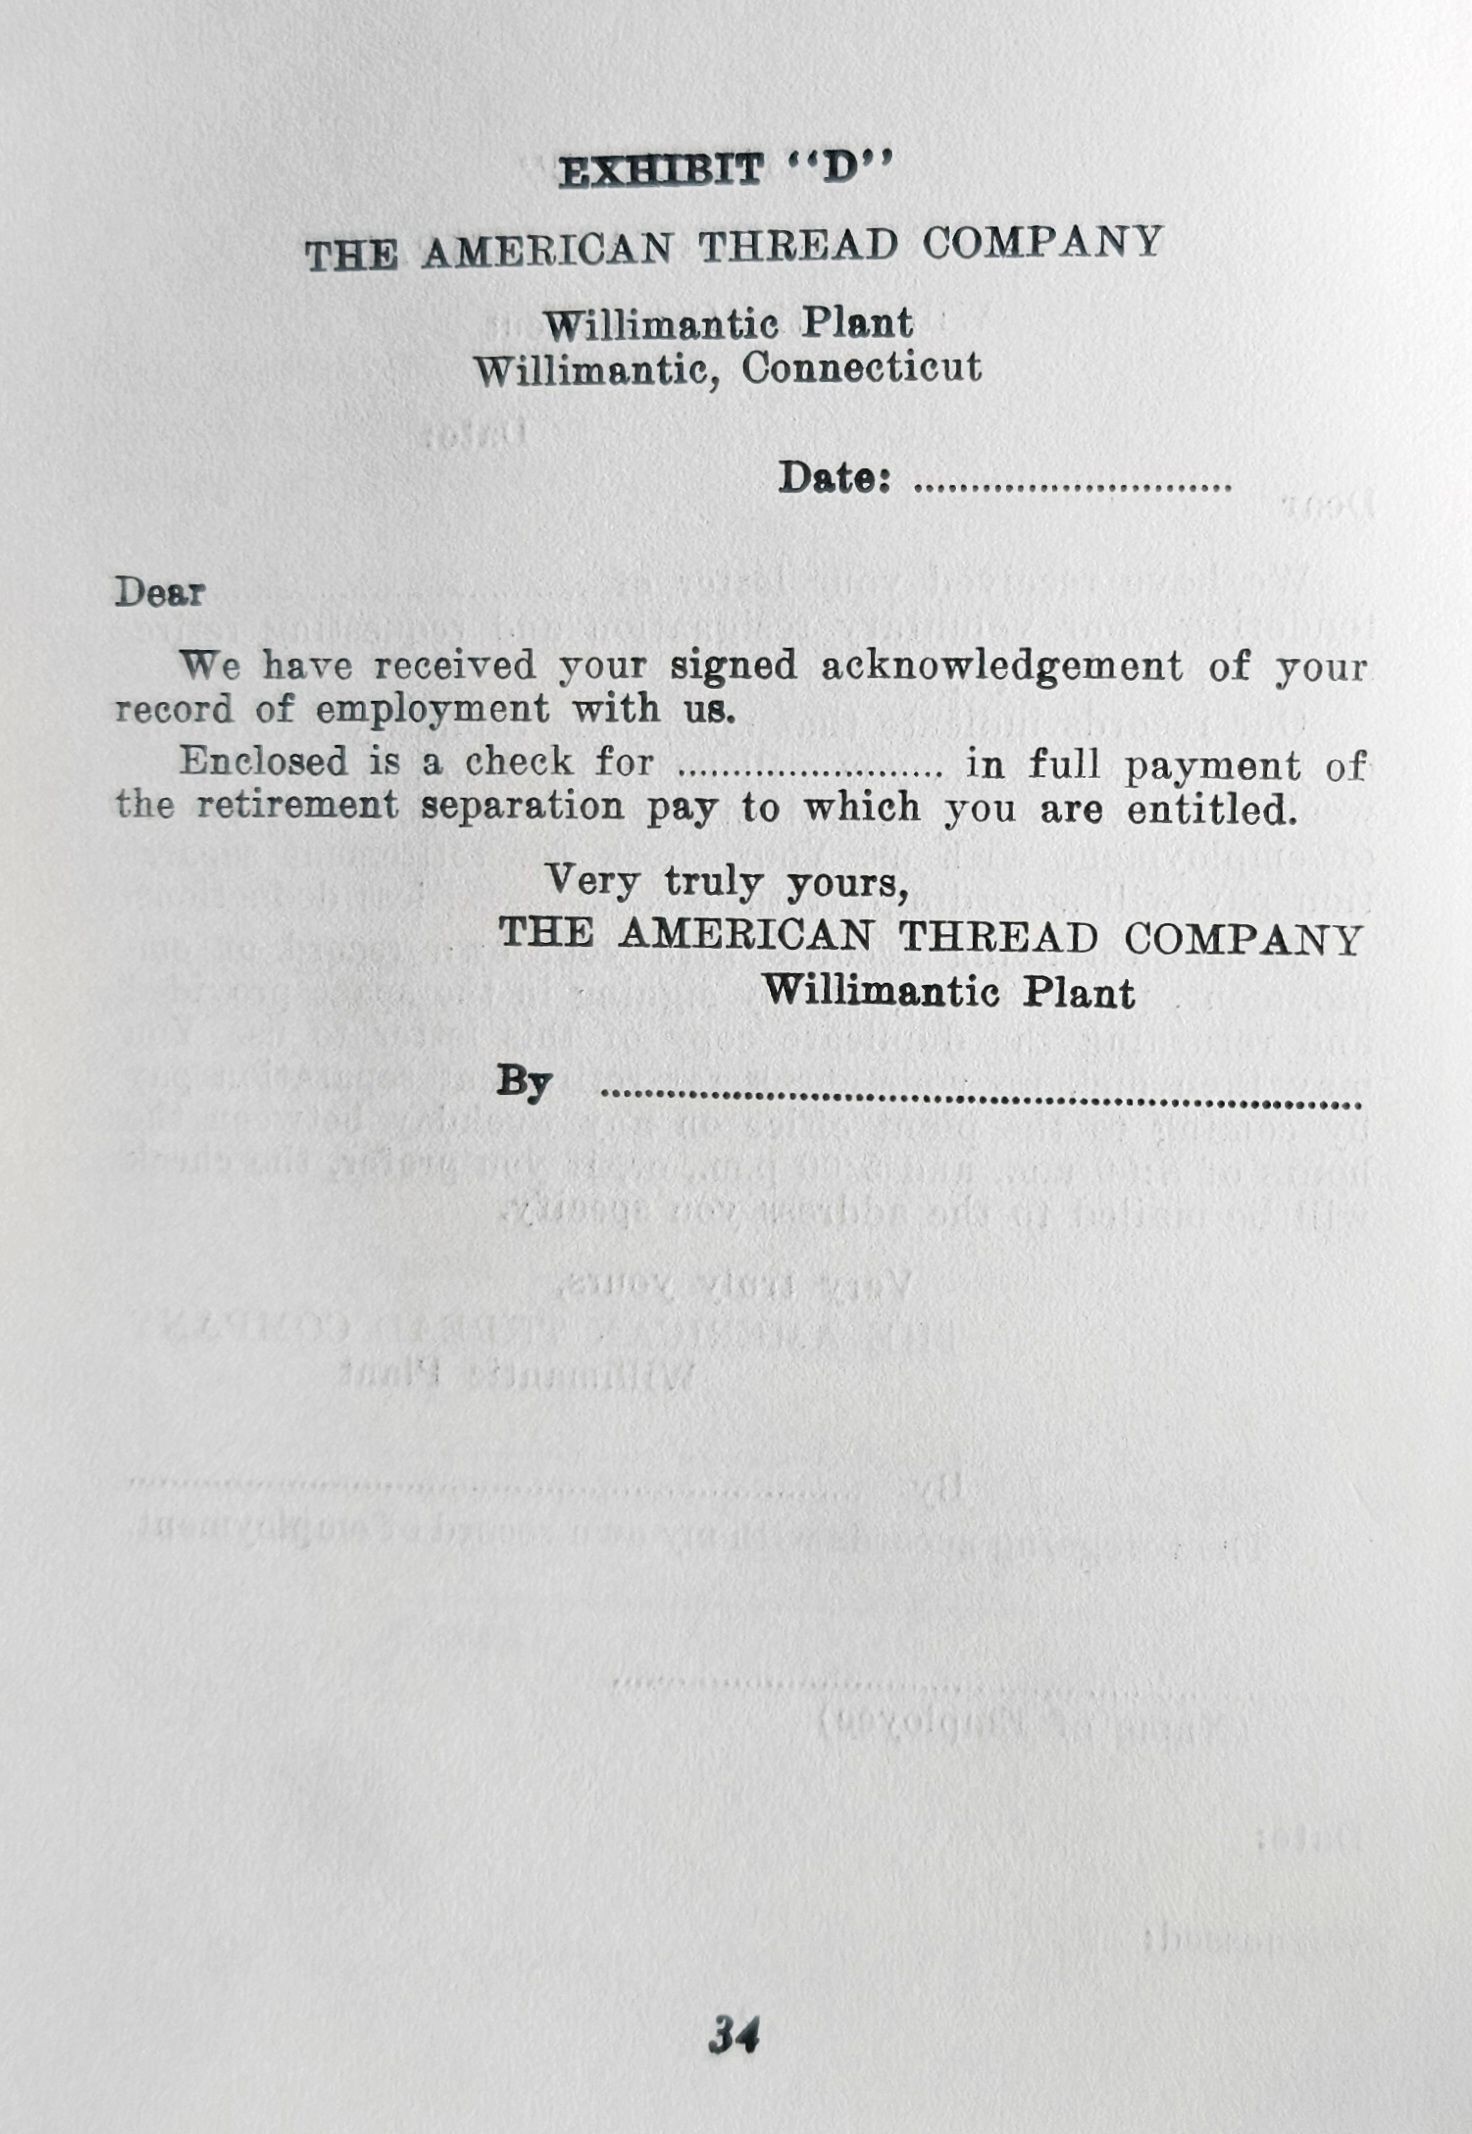 EXHIBIT "D"
THE AMERICAN THREAD COMPANY
Willimantic Plant
Willimantic, Connecticut
Date: ............................
Dear
We have received your signed acknowledgement of your
record of employment with us.
Enclosed is a check for ........................ in full payment of
the retirement separation pay to which you are entitled.
Very truly yours,
THE AMERICAN THREAD COMPANY
Willimantic Plant
By ....................................................................
34